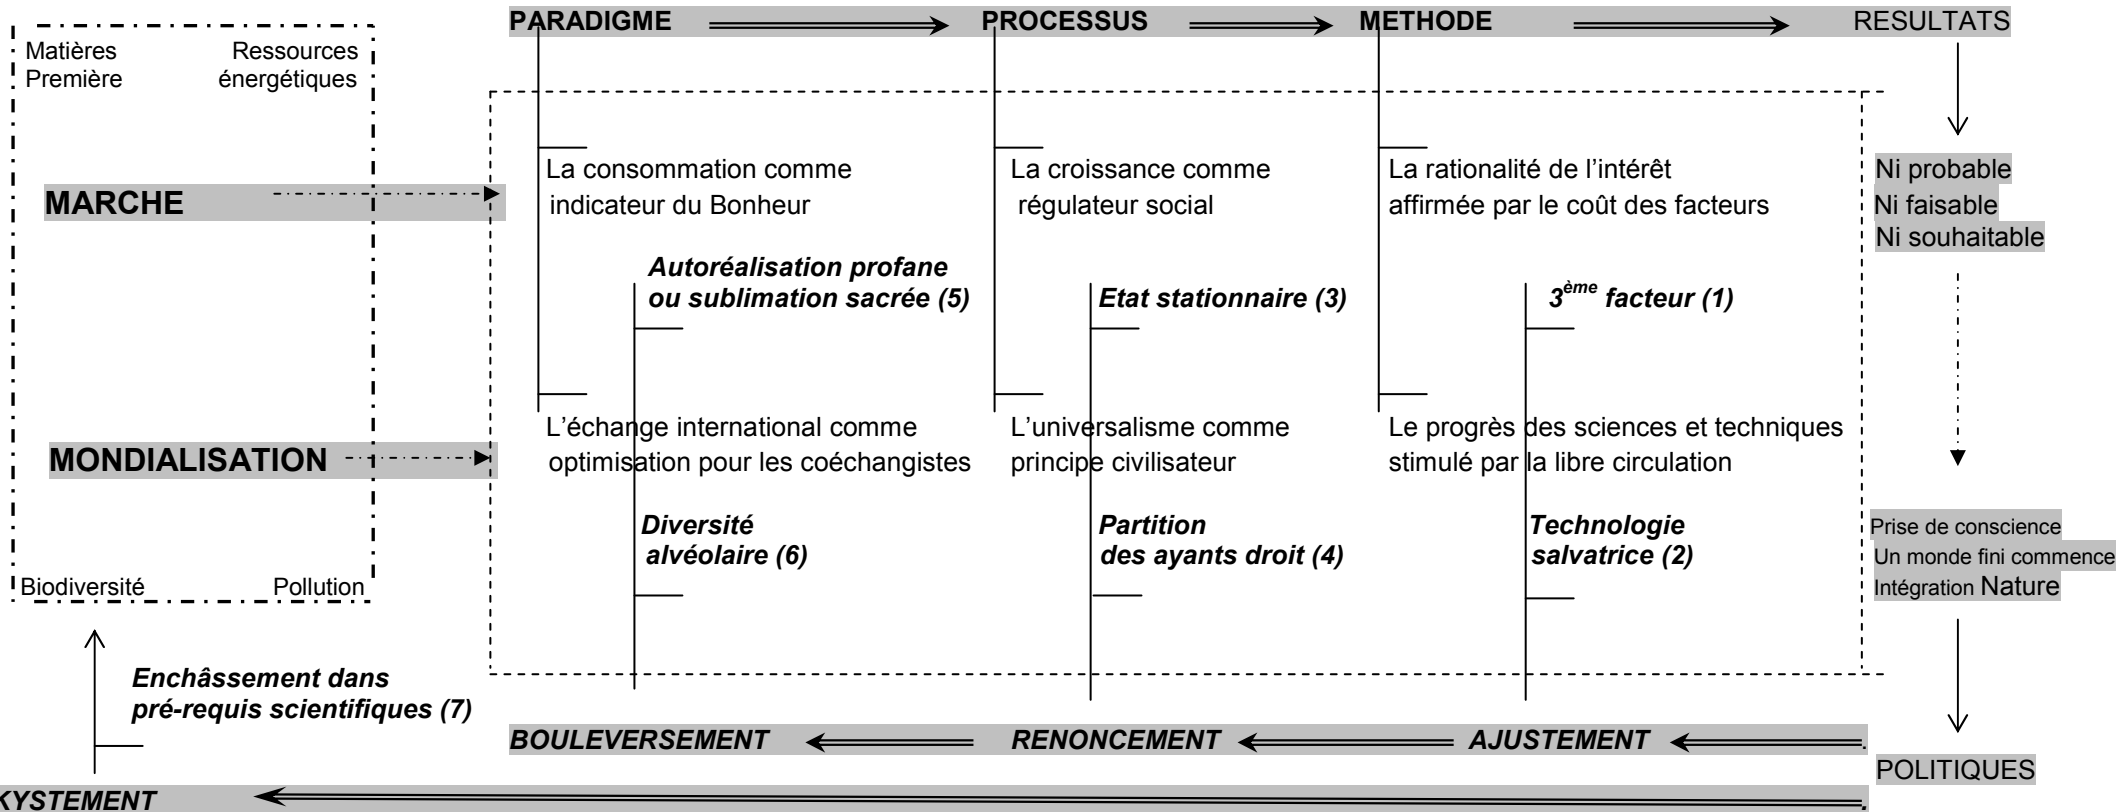 PARADIGME PROCESSUS METHODE RESULTATS
Matières Ressources
Première énergétiques
La consommation comme
indicateur du Bonheur
La croissance comme
régulateur social
La rationalité de l’intérêt
affirmée par le coût des facteurs
Ni probable
Ni faisable
Ni souhaitable
MARCHE
Autoréalisation profane
ou sublimation sacrée (5)
Etat stationnaire (3)
3ème facteur (1)
MONDIALISATION
L’échange international comme
optimisation pour les coéchangistes
L’universalisme comme
principe civilisateur
Le progrès des sciences et techniques
stimulé par la libre circulation
Diversité
alvéolaire (6)
Partition
des ayants droit (4)
Technologie
salvatrice (2)
Prise de conscience
Un monde fini commence
Intégration Nature
Biodiversité Pollution
Enchâssement dans
pré-requis scientifiques (7)
BOULEVERSEMENT RENONCEMENT AJUSTEMENT .
POLITIQUES
KYSTEMENT .